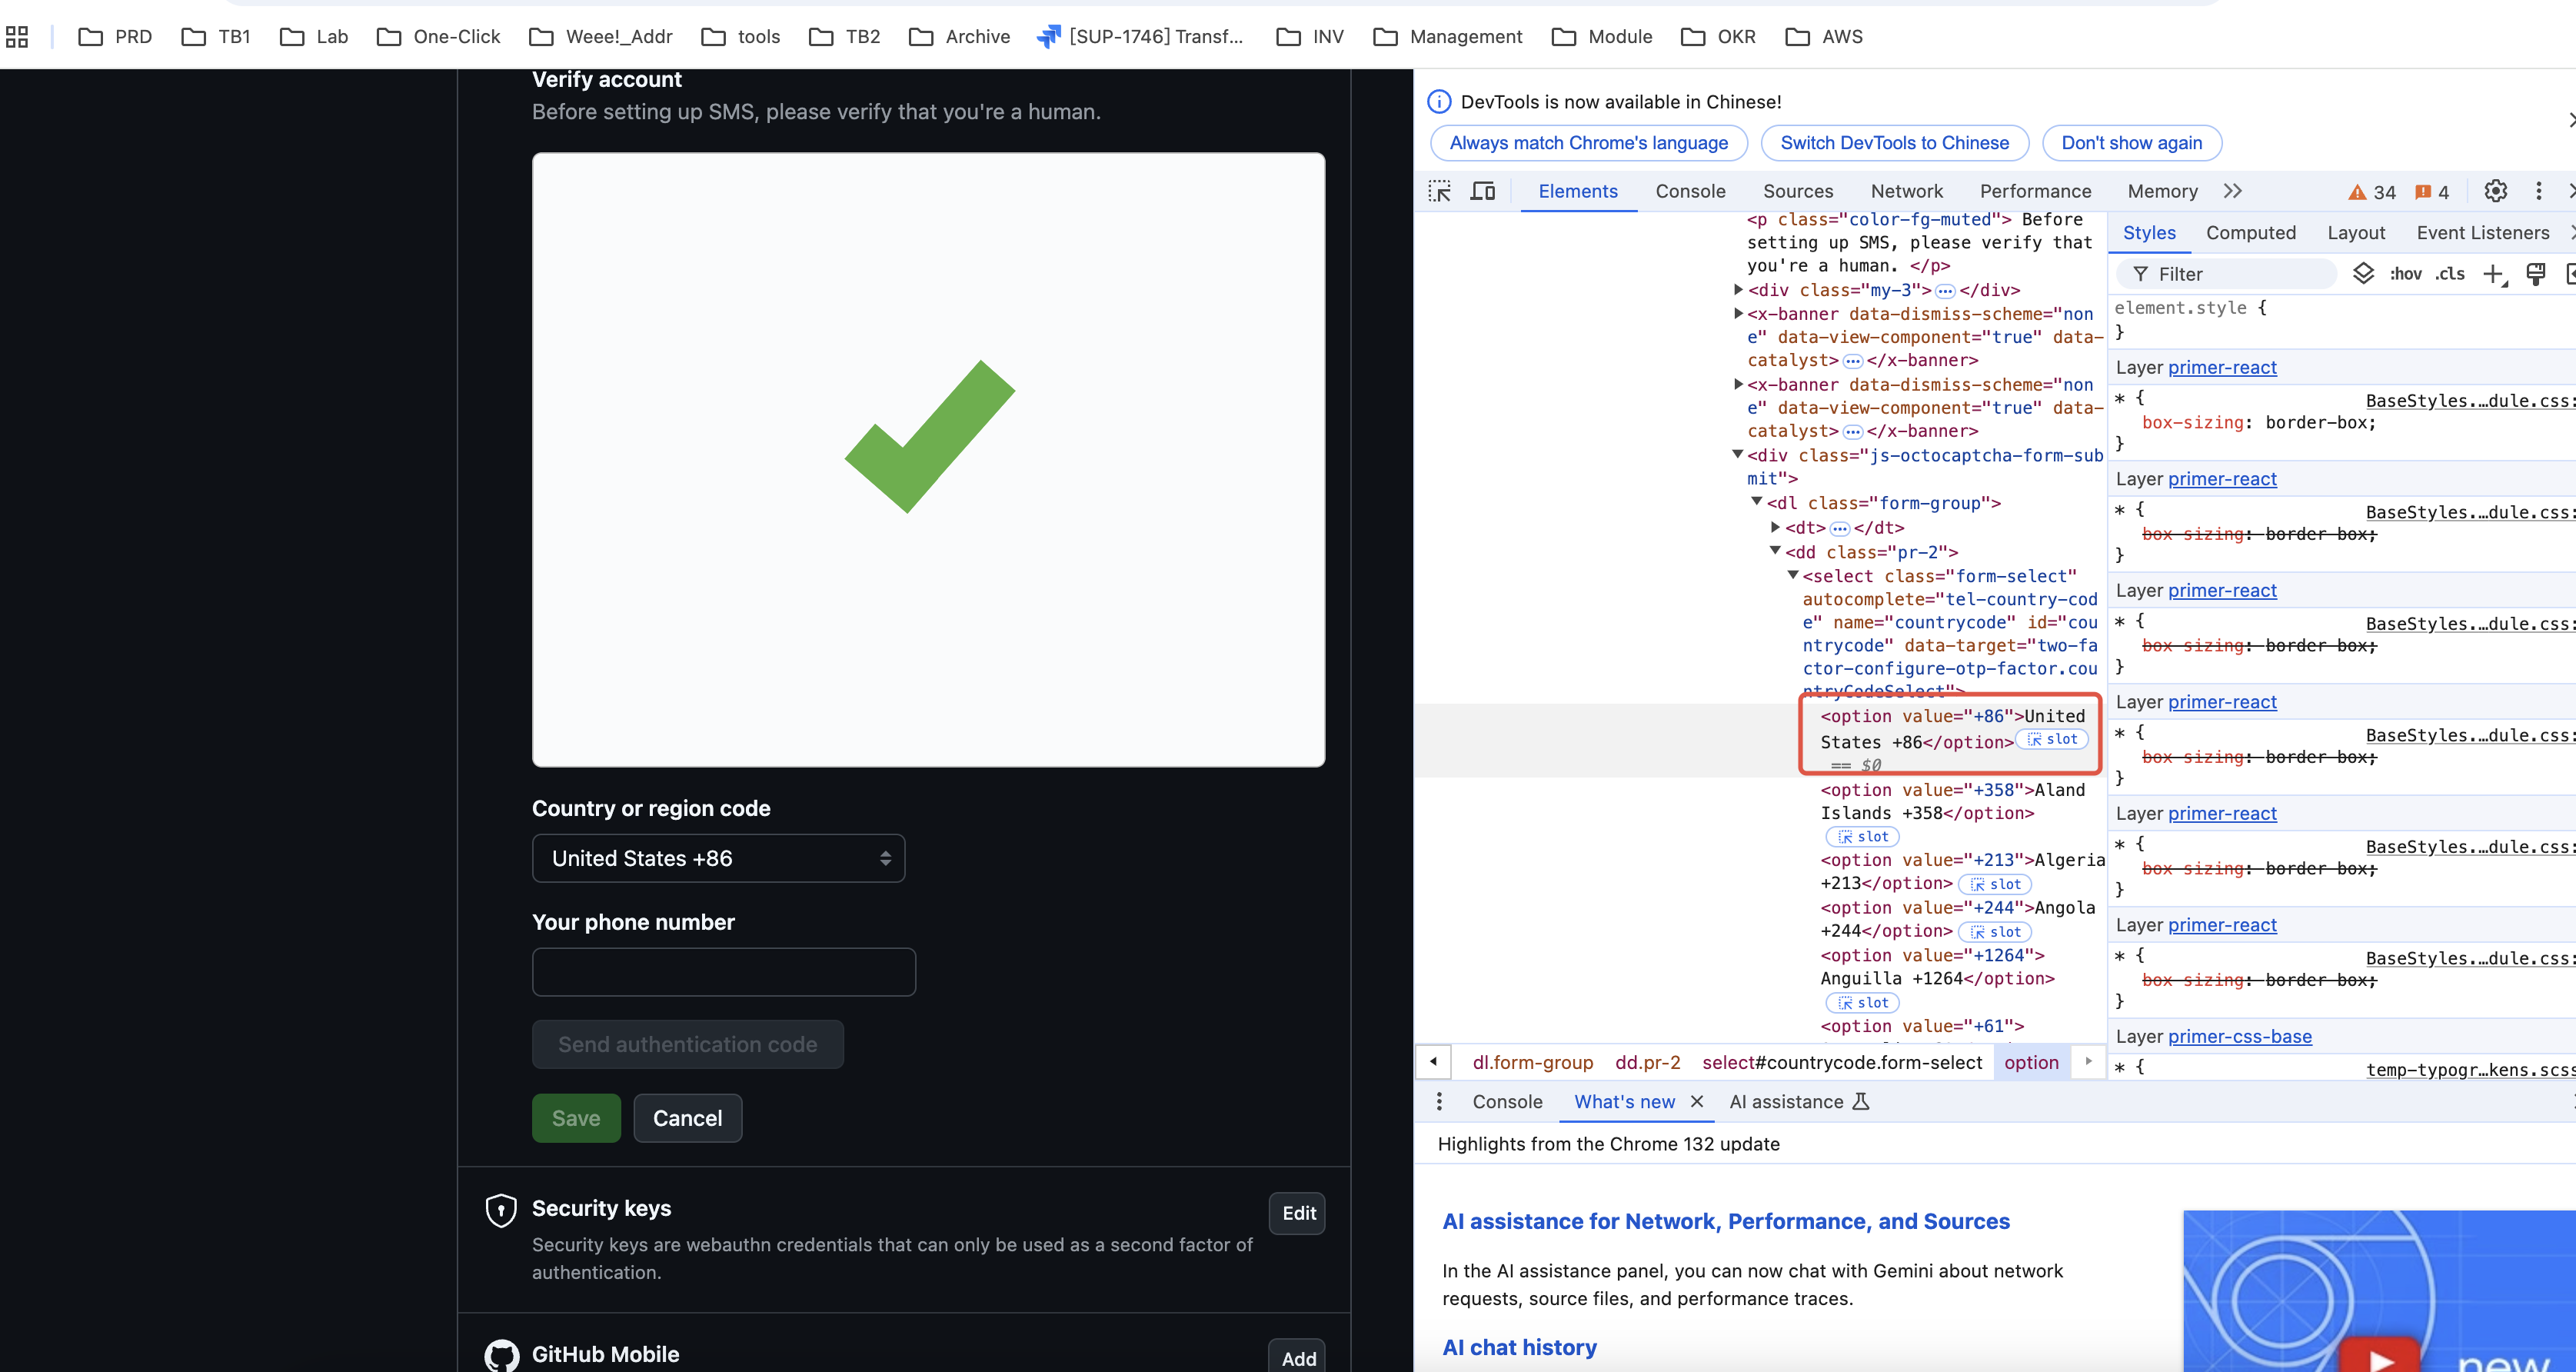 PRD
TB1
Lab
One-Click
Weee!_Addr
tools
TB2
Archive
[SUP-1746] Transf...
INV
Management
Module
OKR
AWS
Verify account
Before setting up SMS, please verify that you're a human.
Country or region code
United States +86
Your phone number
Send authentication code
Save
Cancel
Security keys
Edit
Security keys are webauthn credentials that can only be used as a second factor of
authentication.
GitHub Mobile
Add
DevTools is now available in Chinese!
Always match Chrome's language
Switch DevTools to Chinese
Don't show again
Elements
Console
Sources
Network
Performance
Memory
34
4
<p class="color-fg-muted"> Before
setting up SMS, please verify that
you're a human. </p>
<div class="my-3">…</div>
<x-banner data-dismiss-scheme="non
e" data-view-component="true" data-
catalyst>…</x-banner>
<x-banner data-dismiss-scheme="non
e" data-view-component="true" data-
catalyst>…</x-banner>
<div class="js-octocaptcha-form-sub
mit">
<dl class="form-group">
<dt>…</dt>
<dd class="pr-2">
<select class="form-select"
autocomplete="tel-country-cod
e" name="countrycode" id="cou
ntrycode" data-target="two-fa
ctor-configure-otp-factor.cou
ntryCodeSelect">
<option value="+86">United
States +86</option> slot
== $0
<option value="+358">Aland
Islands +358</option>
slot
<option value="+213">Algeria
+213</option> slot
<option value="+244">Angola
+244</option> slot
<option value="+1264">
Anguilla +1264</option>
slot
<option value="+61">
dl.form-group
dd.pr-2
select#countrycode.form-select
option
Styles
Computed
Layout
Event Listeners
Filter
:hov
.cls
element.style {
}
Layer primer-react
* {
BaseStyles.…dule.css:
box-sizing: border-box;
}
Layer primer-react
* {
BaseStyles.…dule.css:
box-sizing: border-box;
}
Layer primer-react
* {
BaseStyles.…dule.css:
box-sizing: border-box;
}
Layer primer-react
* {
BaseStyles.…dule.css:
box-sizing: border-box;
}
Layer primer-react
* {
BaseStyles.…dule.css:
box-sizing: border-box;
}
Layer primer-react
* {
BaseStyles.…dule.css:
box-sizing: border-box;
}
Layer primer-css-base
* {
temp-typogr…kens.scss
Console
What's new
AI assistance
Highlights from the Chrome 132 update
AI assistance for Network, Performance, and Sources
In the AI assistance panel, you can now chat with Gemini about network
requests, source files, and performance traces.
AI chat history
new